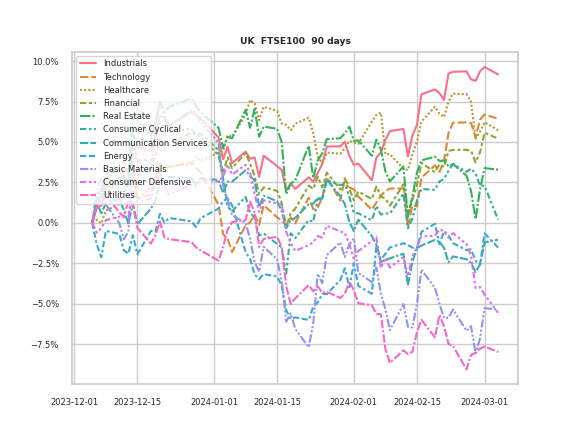 UK  FTSE100  90 days
10.0%
7.5%
5.0%
2.5%
0.0%
−2.5%
−5.0%
−7.5%
Industrials
Technology
Healthcare
Financial
Real Estate
Consumer Cyclical
Communication Services
Energy
Basic Materials
Consumer Defensive
Utilities
2023-12-01
2023-12-15
2024-01-01
2024-01-15
2024-02-01
2024-02-15
2024-03-01